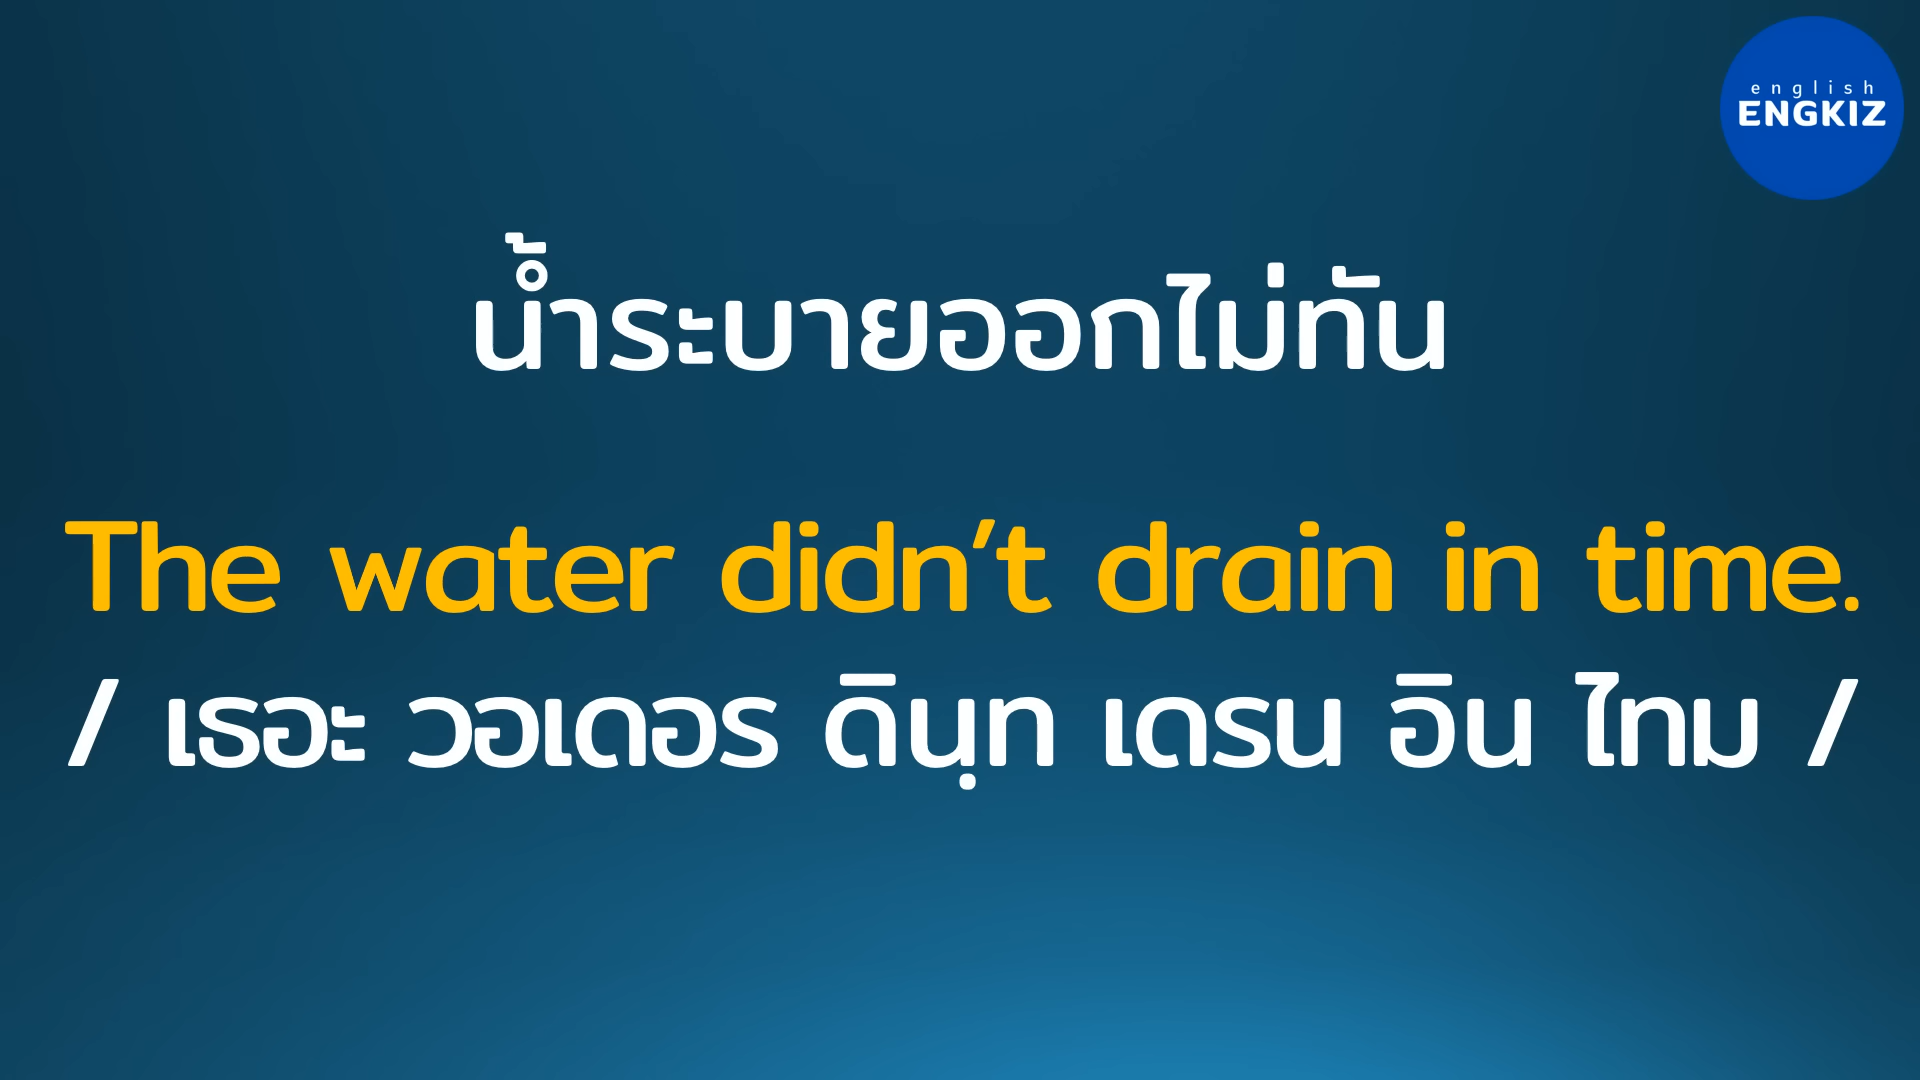 english
ENGKIZ
น้ำระบายออกไม่ทัน
The water didn’t drain in time.
/ เธอะ วอเดอร ดินฺท เดรน อิน ไทม /